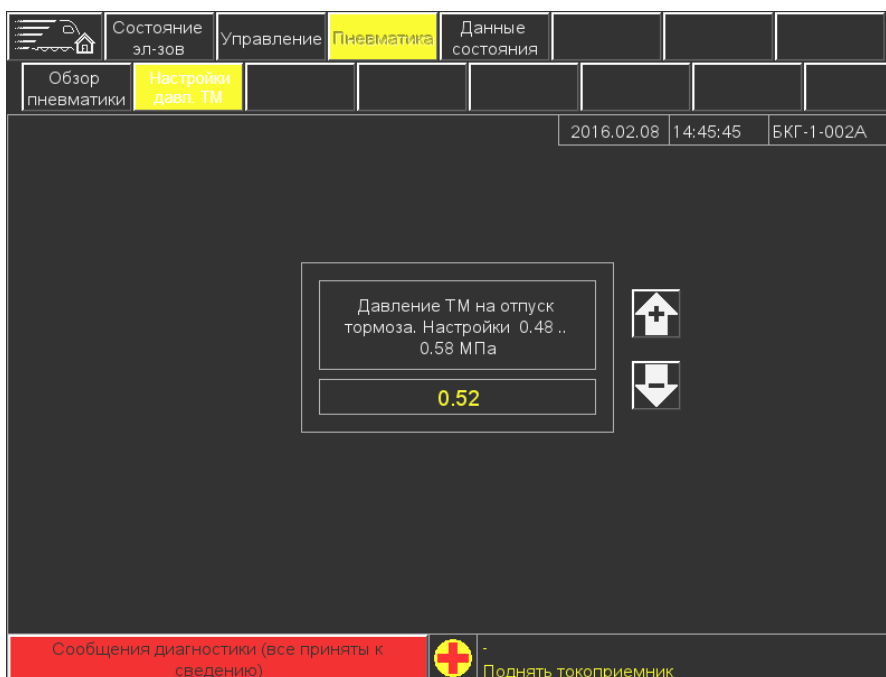 Состояние эл-зов
Управление
Пневматика
Данные состояния
Обзор пневматики
Настройки давл. ТМ
2016.02.08 14:45:45 БКГ-1-002А
Давление ТМ на отпуск
тормоза. Настройки 0.48 ..
0.58 МПа
0.52
Сообщения диагностики (все приняты к
сведению)
-
Поднять токоприемник